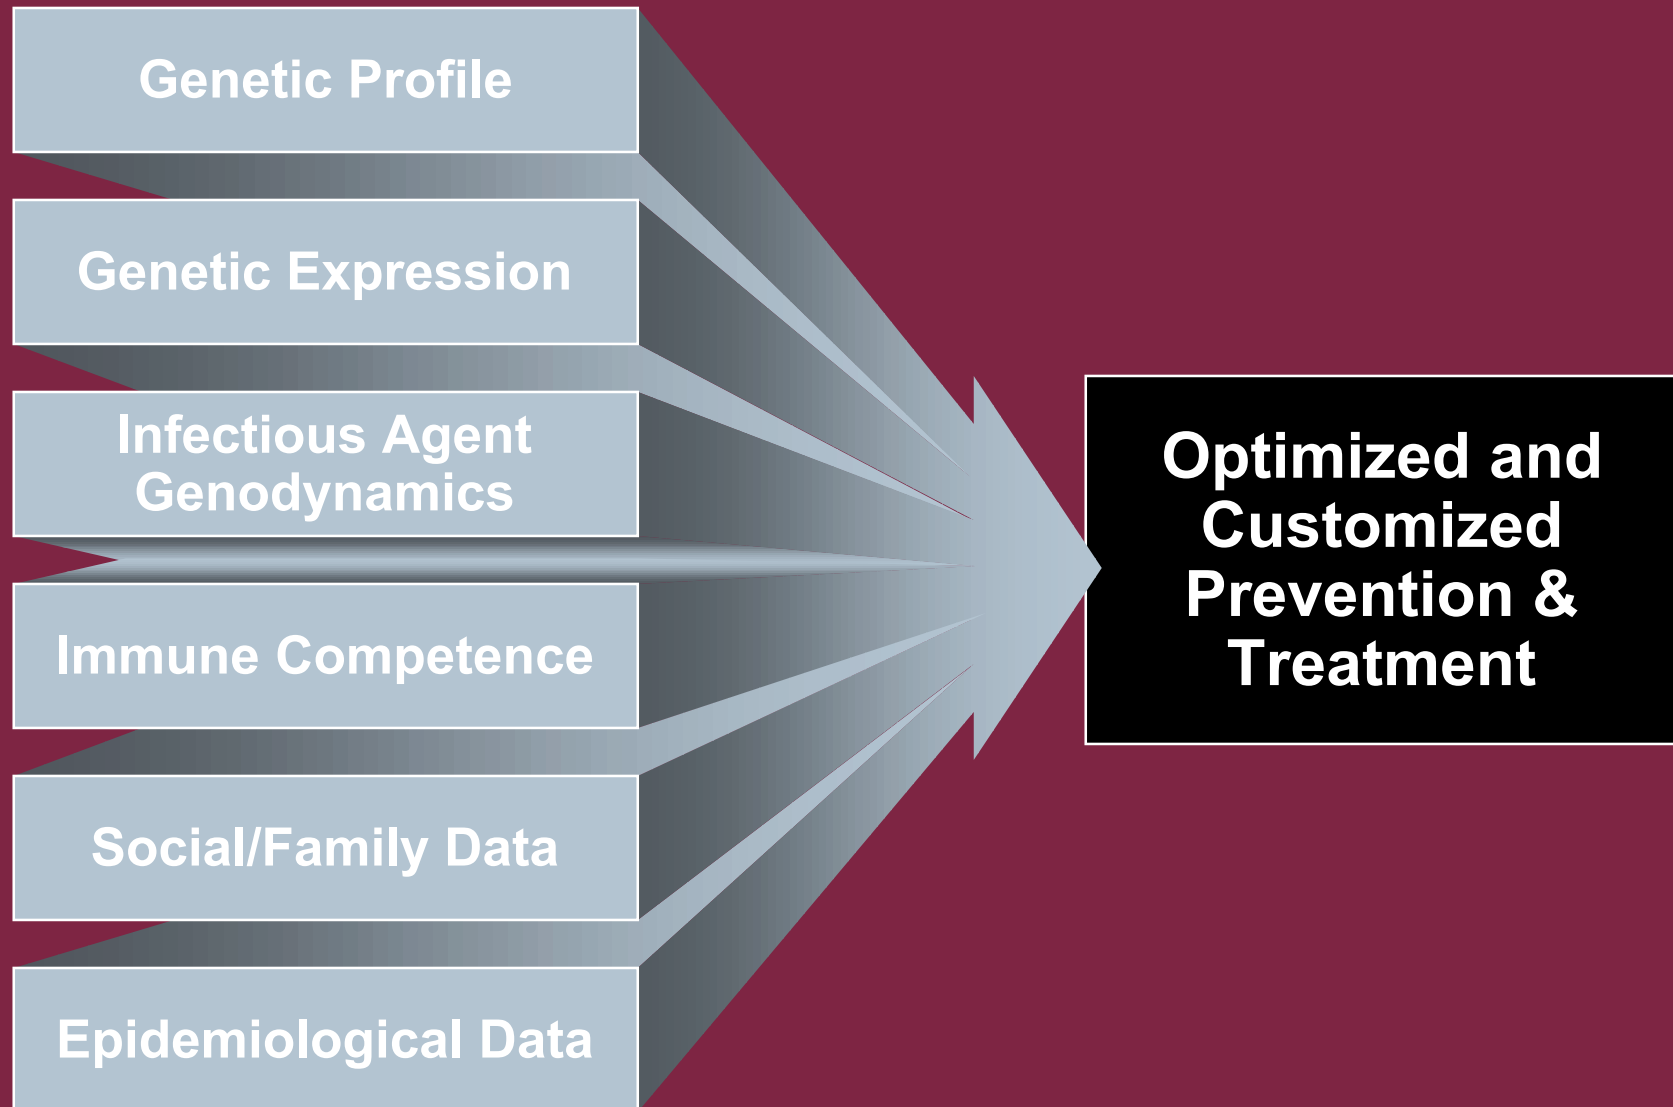 Genetic Profile
Genetic Expression
Infectious Agent
Genodynamics
Immune Competence
Social/Family Data
Epidemiological Data
Optimized and
Customized
Prevention &
Treatment